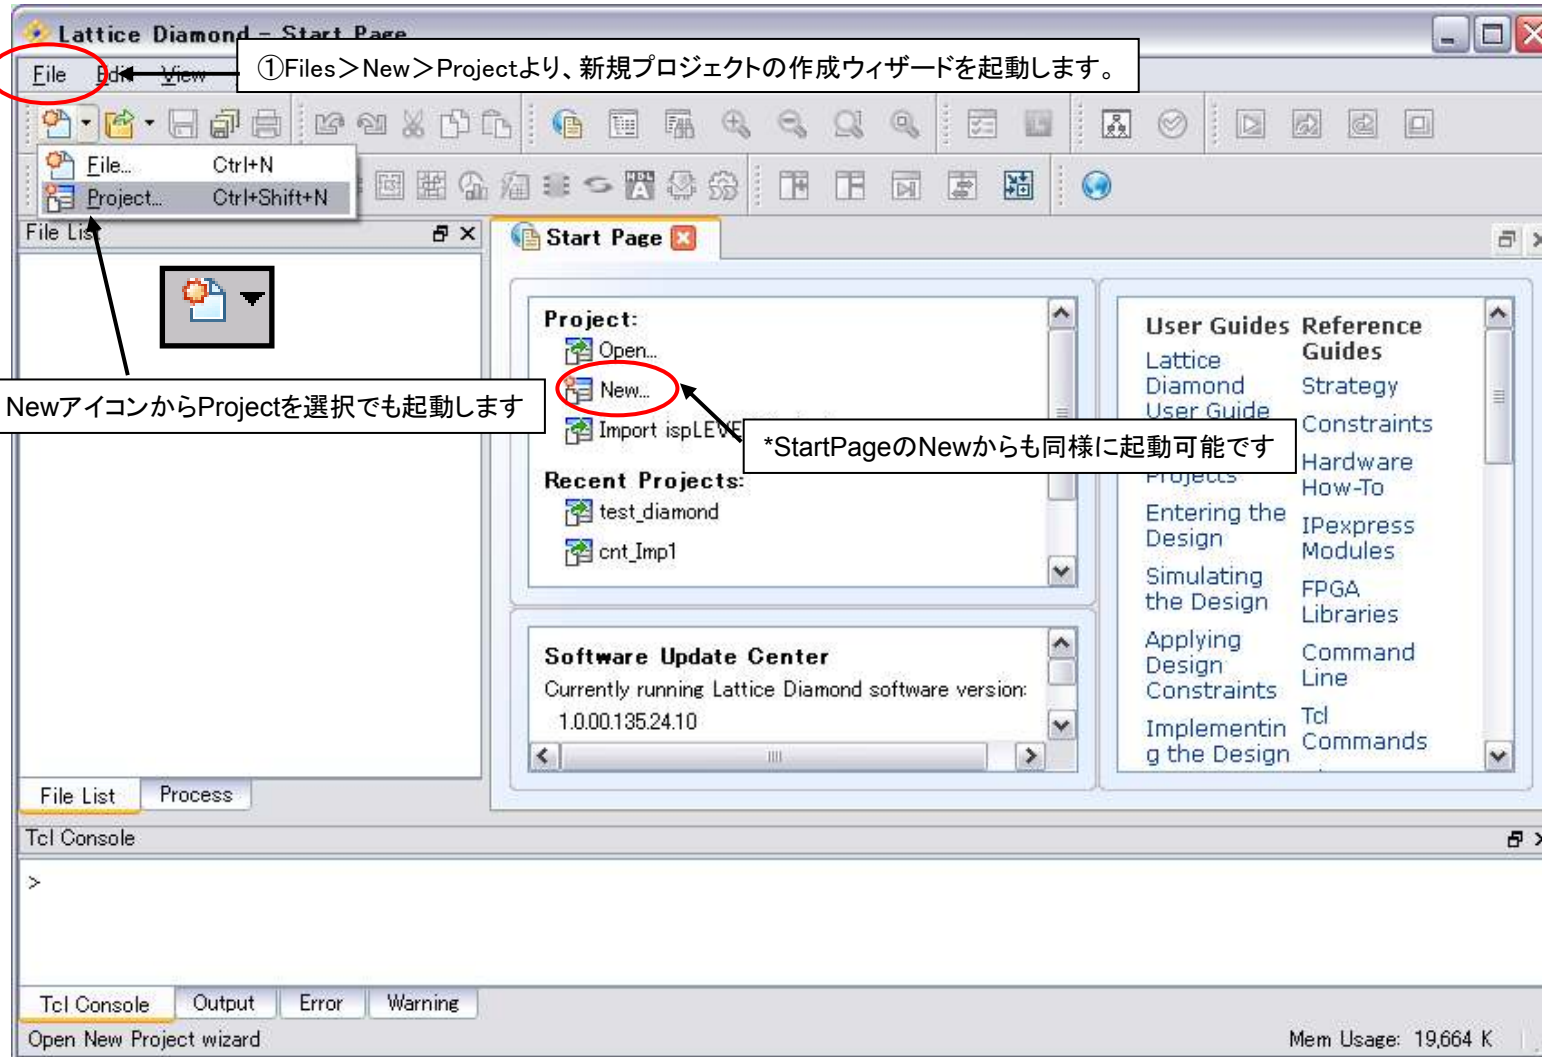 Lattice Diamond - Start Page
File Edit View
①Files＞New＞Projectより、新規プロジェクトの作成ウィザードを起動します。
File... Ctrl+N
Project... Ctrl+Shift+N
File List
Start Page
NewアイコンからProjectを選択でも起動します
Project:
Open...
New...
Import ispLEVE
*StartPageのNewからも同様に起動可能です
Recent Projects:
test_diamond
cnt_Imp1
Software Update Center
Currently running Lattice Diamond software version:
1.0.00.135.24.10
User Guides
Lattice
Diamond
User Guide
Projects
Entering the
Design
Simulating
the Design
Applying
Design
Constraints
Implementin
g the Design
Reference
Guides
Strategy
Constraints
Hardware
How-To
IPexpress
Modules
FPGA
Libraries
Command
Line
Tcl
Commands
File List Process
Tcl Console
>
Tcl Console Output Error Warning
Open New Project wizard
Mem Usage: 19,664 K